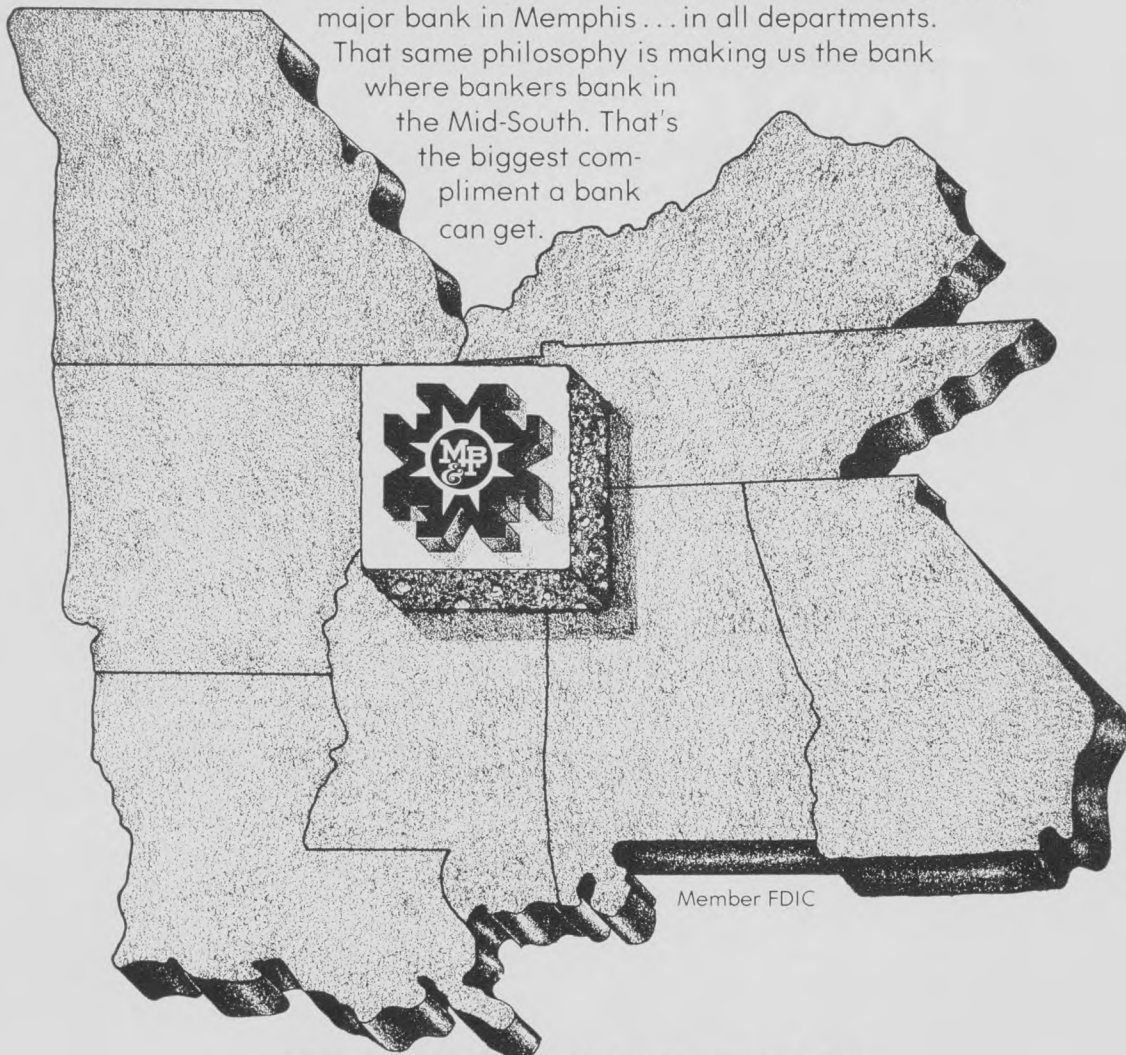 major bank in Memphis... in all departments.
That same philosophy is making us the bank
where bankers bank in
the Mid-South. That's
the biggest com-
pliment a bank
can get.
MB
&T
Member FDIC